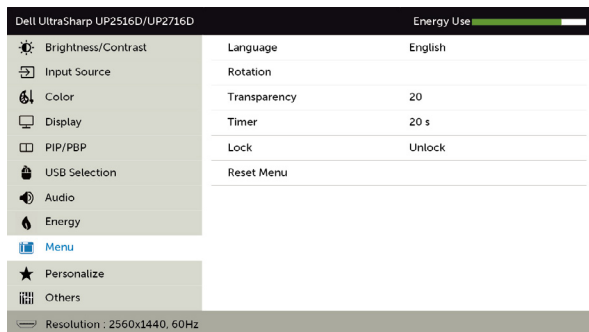 Dell UltraSharp UP2516D/UP2716D Energy Use
Brightness/Contrast Language English
Input Source Rotation
Color Transparency 20
Display Timer 20 s
PIP/PBP Lock Unlock
USB Selection Reset Menu
Audio
Energy
Menu
Personalize
Others
Resolution : 2560x1440, 60Hz